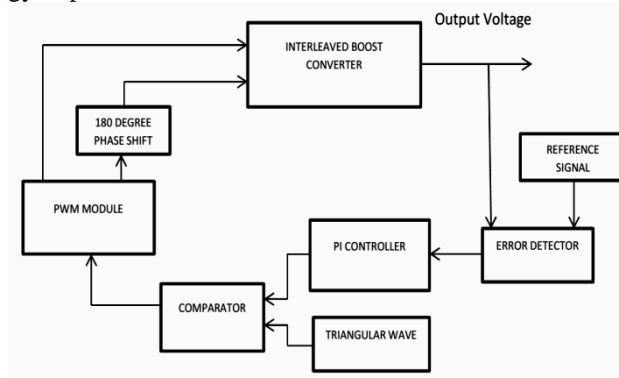 Output Voltage
INTERLEAVED BOOST
CONVERTER
180 DEGREE
PHASE SHIFT
REFERENCE
SIGNAL
PWM MODULE
PI CONTROLLER
ERROR DETECTOR
COMPARATOR
TRIANGULAR WAVE